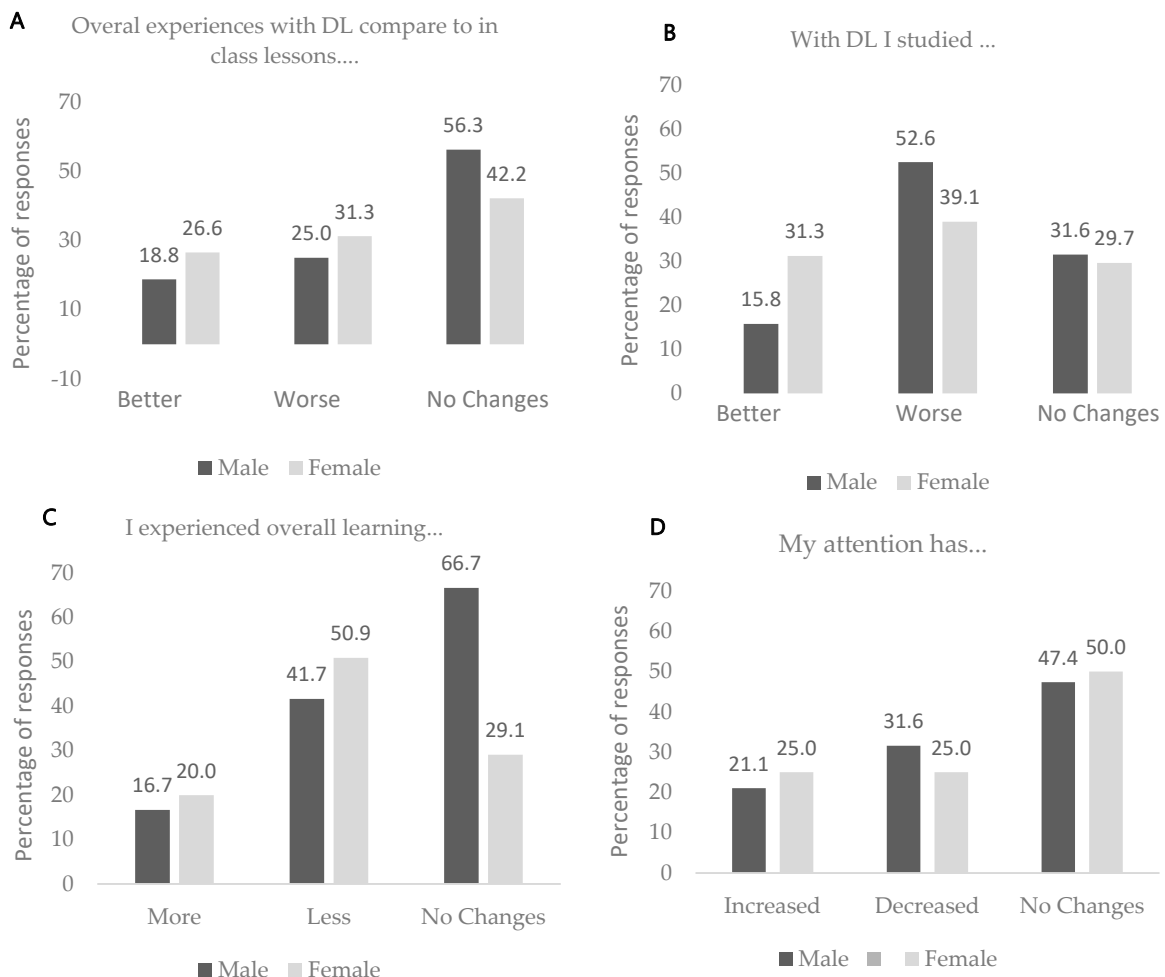 A
Overal experiences with DL compare to in
class lessons....
Percentage of responses
70
50
30
10
-10
18.8
26.6
25.0
31.3
56.3
42.2
Better
Worse
No Changes
Male
Female
B
With DL I studied ...
Percentage of responses
70
60
50
40
30
20
10
0
15.8
31.3
52.6
39.1
31.6
29.7
Better
Worse
No Changes
Male
Female
C
I experienced overall learning...
Percentage of responses
70
60
50
40
30
20
10
0
16.7
20.0
41.7
50.9
66.7
29.1
More
Less
No Changes
Male
Female
D
My attention has...
Percentage of responses
70
60
50
40
30
20
10
0
21.1
25.0
31.6
25.0
47.4
50.0
Increased
Decreased
No Changes
Male
Female